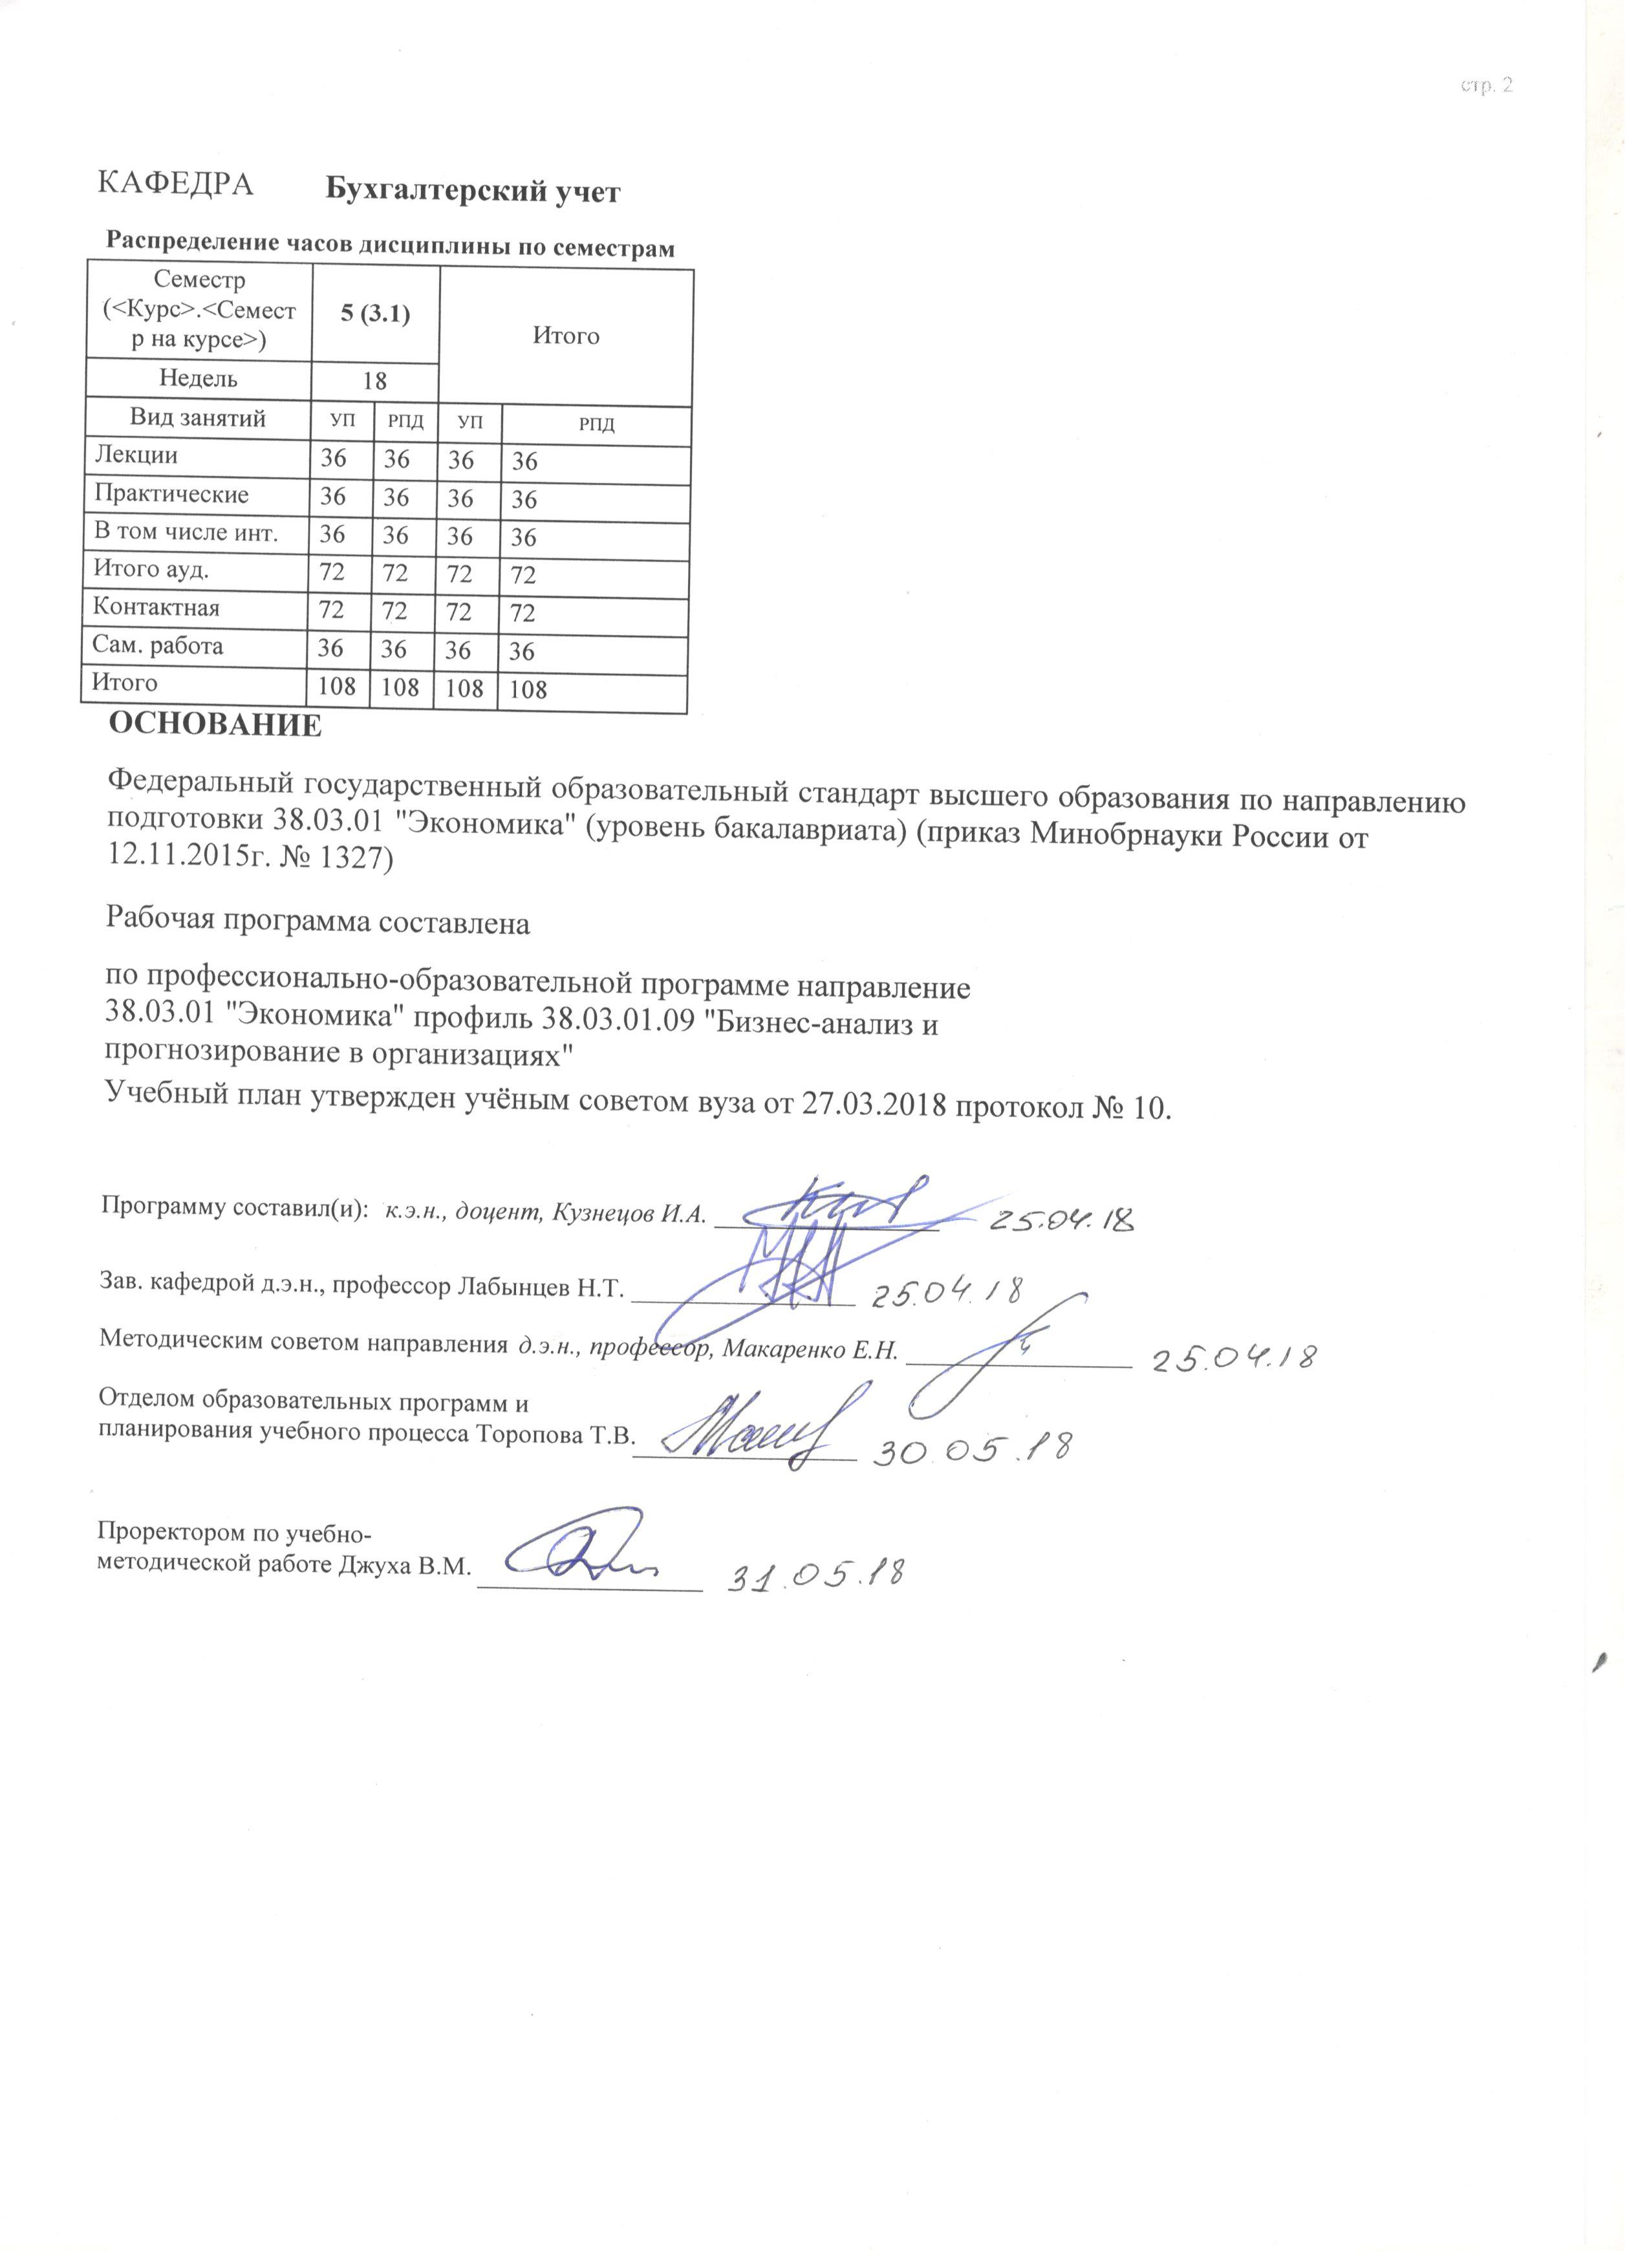 стр. 2
КАФЕДРА Бухгалтерский учет
Распределение часов дисциплины по семестрам
Семестр
(<Курс>.<Семест
р на курсе>)
5 (3.1)
Итого
Недель 18
Вид занятий УП РПД УП РПД
Лекции 36 36 36 36
Практические 36 36 36 36
В том числе инт. 36 36 36 36
Итого ауд. 72 72 72 72
Контактная 72 72 72 72
Сам. работа 36 36 36 36
Итого 108 108 108 108
ОСНОВАНИЕ
Федеральный государственный образовательный стандарт высшего образования по направлению
подготовки 38.03.01 "Экономика" (уровень бакалавриата) (приказ Минобрнауки России от
12.11.2015г. № 1327)
Рабочая программа составлена
по профессионально-образовательной программе направление
38.03.01 "Экономика" профиль 38.03.01.09 "Бизнес-анализ и
прогнозирование в организациях"
Учебный план утвержден учёным советом вуза от 27.03.2018 протокол № 10.
Программу составил(и): к.э.н., доцент, Кузнецов И.А. 25.04.18
Зав. кафедрой д.э.н., профессор Лабынцев Н.Т. 25.04.18
Методическим советом направления д.э.н., профессор, Макаренко Е.Н. 25.04.18
Отделом образовательных программ и
планирования учебного процесса Торопова Т.В. 30.05.18
Проректором по учебно-
методической работе Джуха В.М. 31.05.18